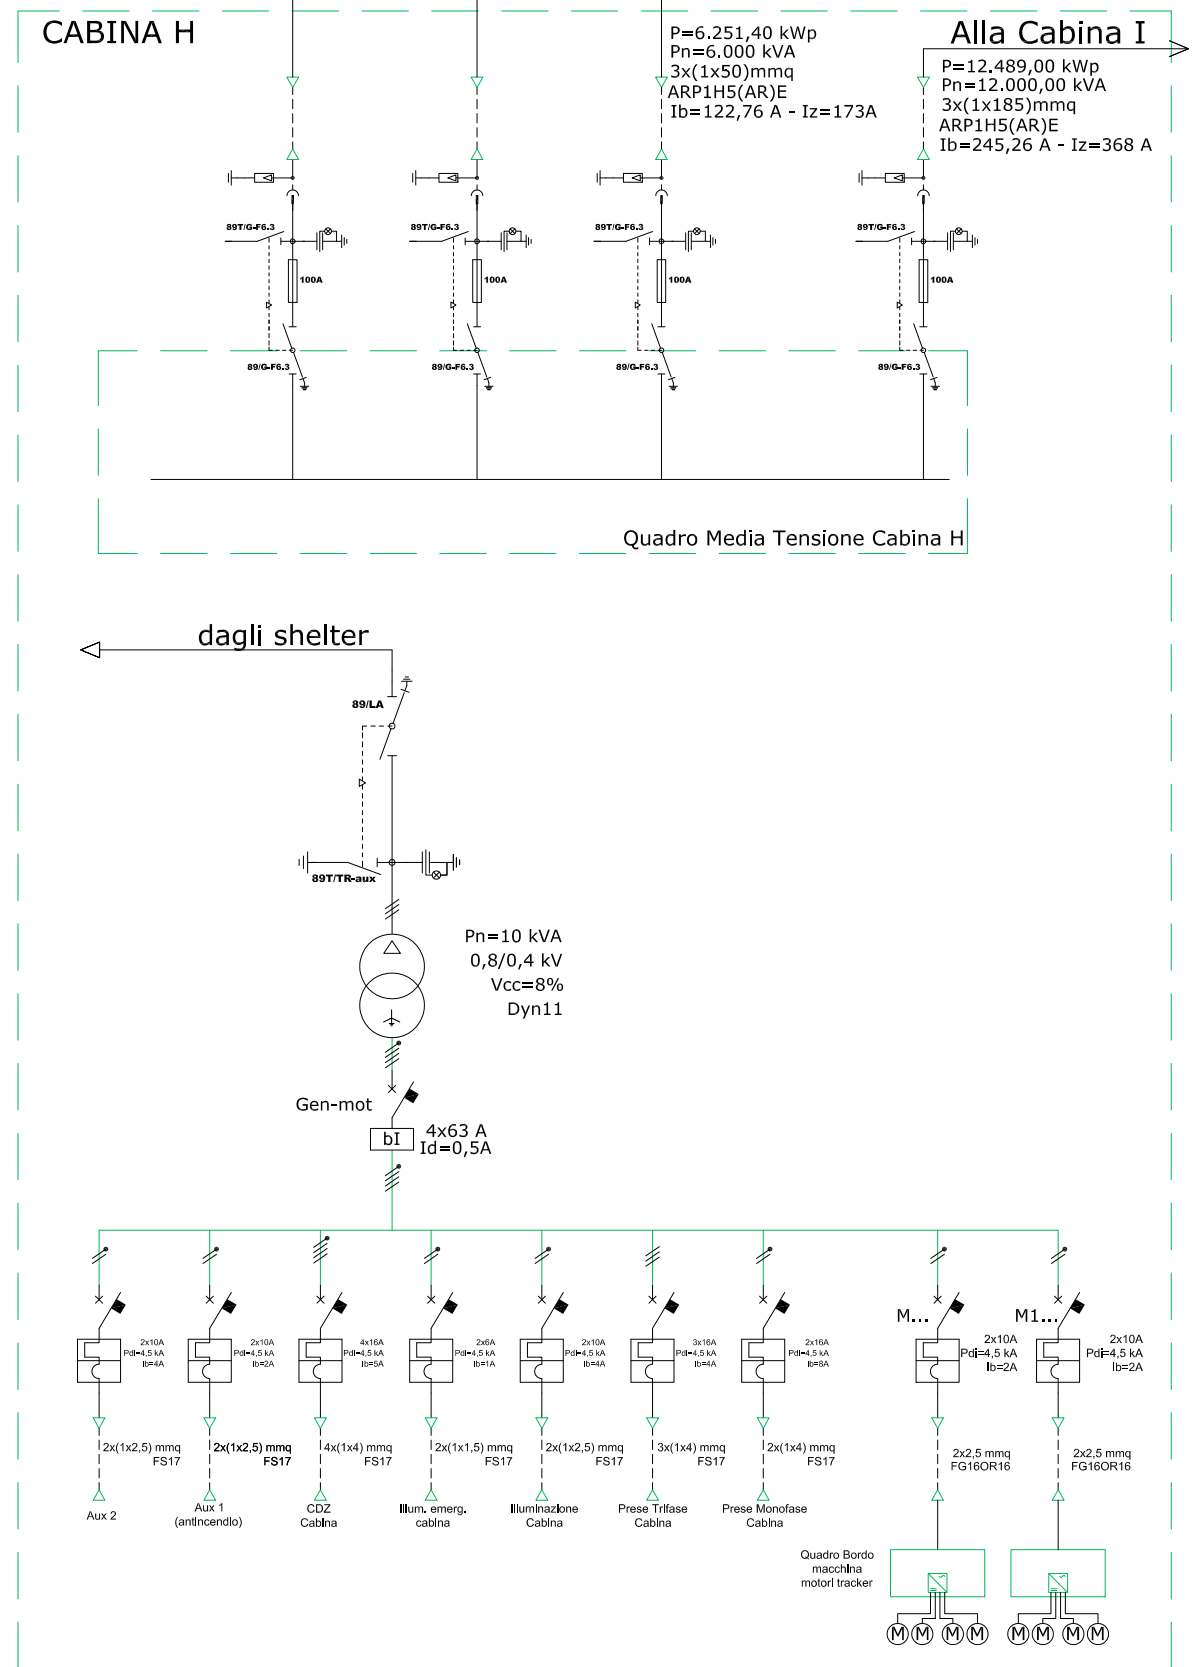 CABINA H
P=6.251,40 kWp
Pn=6.000 kVA
3x(1x50)mmq
ARP1H5(AR)E
Ib=122,76 A - Iz=173A
Alla Cabina I
P=12.489,00 kWp
Pn=12.000,00 kVA
3x(1x185)mmq
ARP1H5(AR)E
Ib=245,26 A - Iz=368 A
89T/G-F6.3
89T/G-F6.3
89T/G-F6.3
89T/G-F6.3
100A
100A
100A
100A
89/G-F6.3
89/G-F6.3
89/G-F6.3
89/G-F6.3
Quadro Media Tensione Cabina H
dagli shelter
89/LA
89T/TR-aux
Pn=10 kVA
0,8/0,4 kV
Vcc=8%
Dyn11
Gen-mot
bI
4x63 A
Id=0,5A
M...
M1...
2x10A
Pdi=4,5 kA
Ib=4A
2x10A
Pdi=4,5 kA
Ib=2A
4x16A
Pdi=4,5 kA
Ib=5A
2x6A
Pdi=4,5 kA
Ib=1A
2x10A
Pdi=4,5 kA
Ib=4A
3x16A
Pdi=4,5 kA
Ib=4A
2x16A
Pdi=4,5 kA
Ib=8A
2x10A
Pdi=4,5 kA
Ib=2A
2x10A
Pdi=4,5 kA
Ib=2A
2x(1x2,5) mmq
FS17
2x(1x2,5) mmq
FS17
4x(1x4) mmq
FS17
2x(1x1,5) mmq
FS17
2x(1x2,5) mmq
FS17
3x(1x4) mmq
FS17
2x(1x4) mmq
FS17
2x2,5 mmq
FG16OR16
2x2,5 mmq
FG16OR16
Aux 2
Aux 1
(antincendio)
CDZ
Cabina
Illum. emerg.
cabina
Illuminazione
Cabina
Prese Trifase
Cabina
Prese Monofase
Cabina
Quadro Bordo
macchina
motori tracker
M M M M M M M M